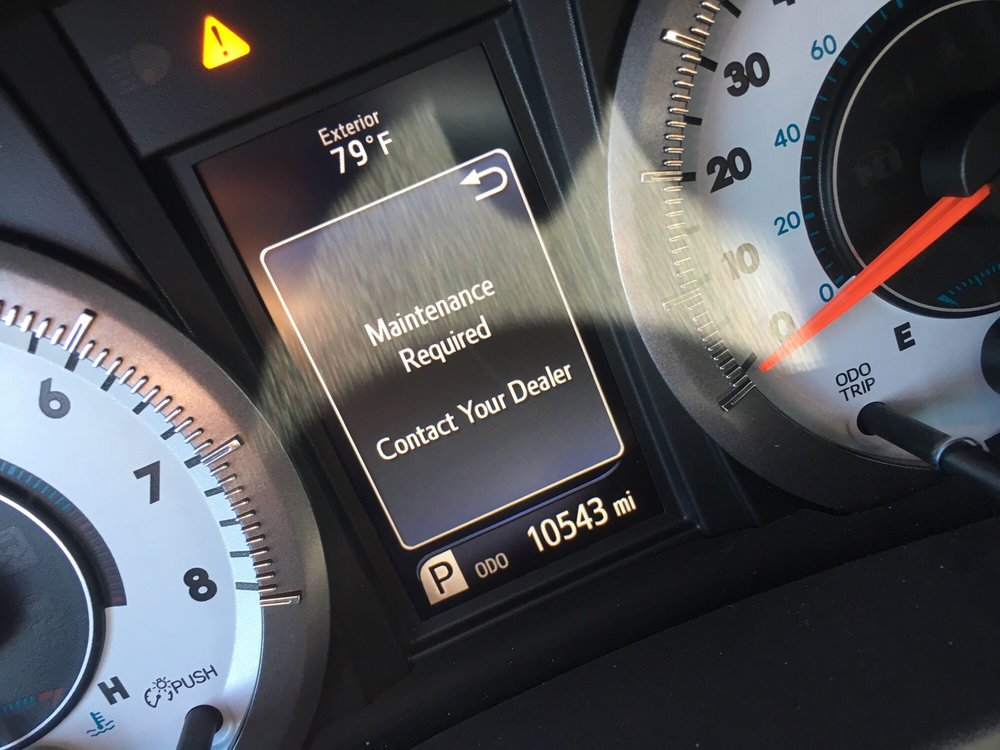 Exterior
79°F
Maintenance
Required
Contact Your Dealer
P ODO 10543 mi
6
7
8
H
PUSH
30
20
10
0
60
40
20
0
E
ODO
TRIP